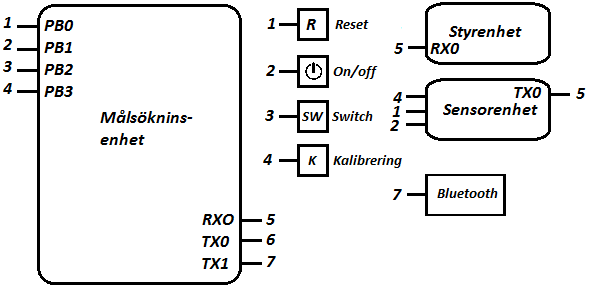 1 PB0
2 PB1
3 PB2
4 PB3
Målsöknins-
enhet
RXO 5
TX0 6
TX1 7
1 R Reset
2 On/off
3 SW Switch
4 K Kalibrering
Styrenhet
5 RX0
TX0 5
4 Sensorenhet
1
2
7 Bluetooth